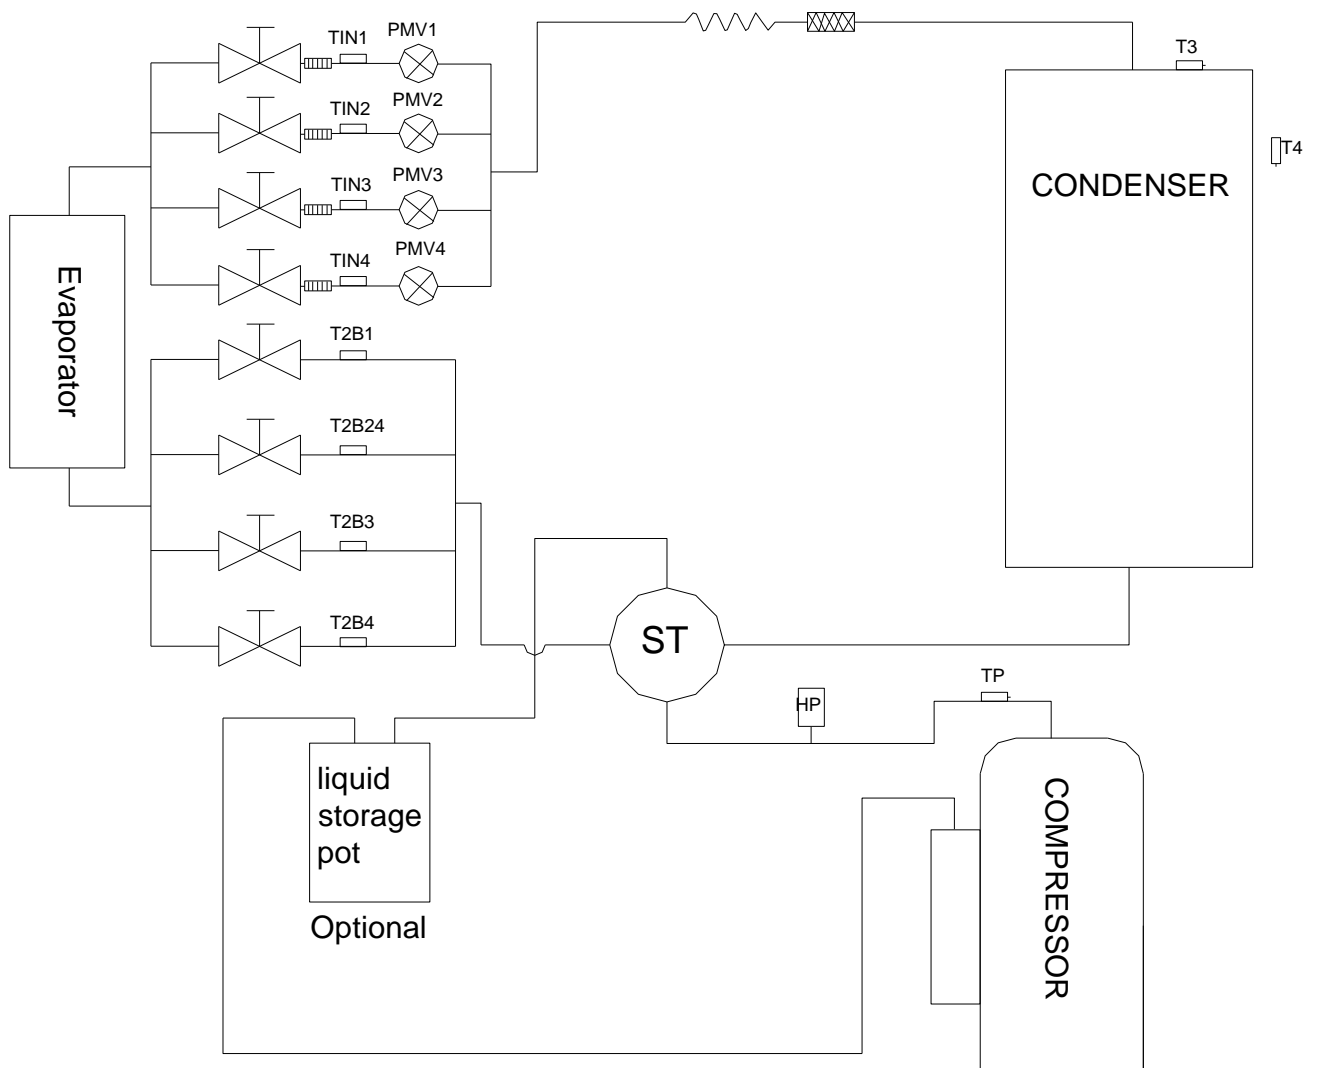 TIN1
PMV1
T3
TIN2
PMV2
T4
TIN3
PMV3
CONDENSER
TIN4
PMV4
Evaporator
T2B1
T2B24
T2B3
T2B4
ST
TP
HP
liquid
storage
pot
COMPRESSOR
Optional